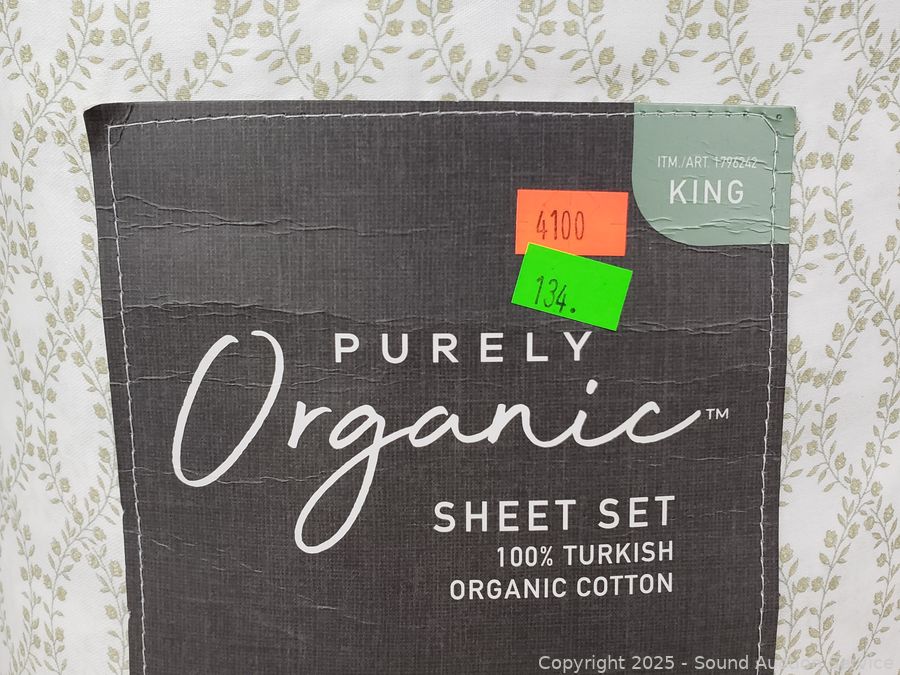 ITM./ART. 1796242
KING
4100
134.
PURELY
Organic™
SHEET SET
100% TURKISH
ORGANIC COTTON
Copyright 2025 - Sound Auction Service